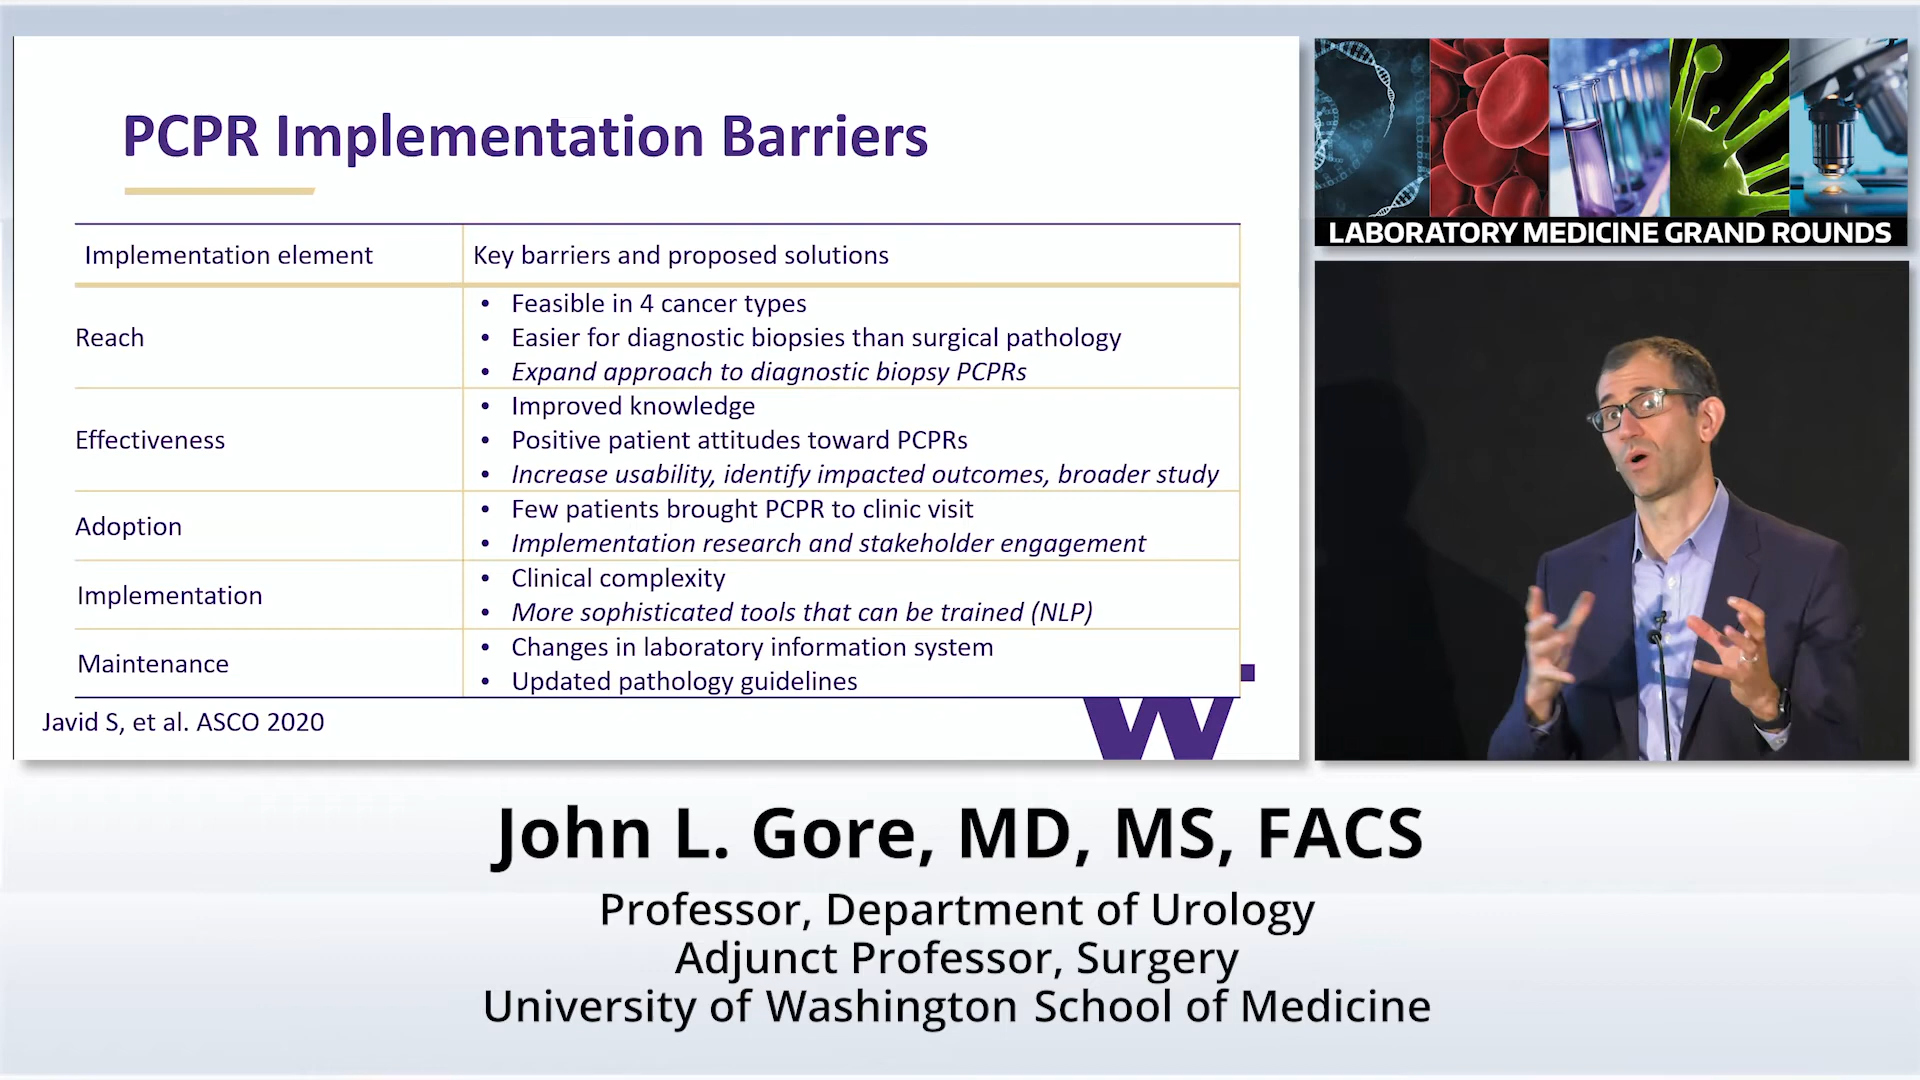 PCPR Implementation Barriers
Implementation element
Key barriers and proposed solutions
Reach
• Feasible in 4 cancer types
• Easier for diagnostic biopsies than surgical pathology
• Expand approach to diagnostic biopsy PCPRs
Effectiveness
• Improved knowledge
• Positive patient attitudes toward PCPRs
• Increase usability, identify impacted outcomes, broader study
Adoption
• Few patients brought PCPR to clinic visit
• Implementation research and stakeholder engagement
Implementation
• Clinical complexity
• More sophisticated tools that can be trained (NLP)
Maintenance
• Changes in laboratory information system
• Updated pathology guidelines
Javid S, et al. ASCO 2020
W
LABORATORY MEDICINE GRAND ROUNDS
John L. Gore, MD, MS, FACS
Professor, Department of Urology
Adjunct Professor, Surgery
University of Washington School of Medicine